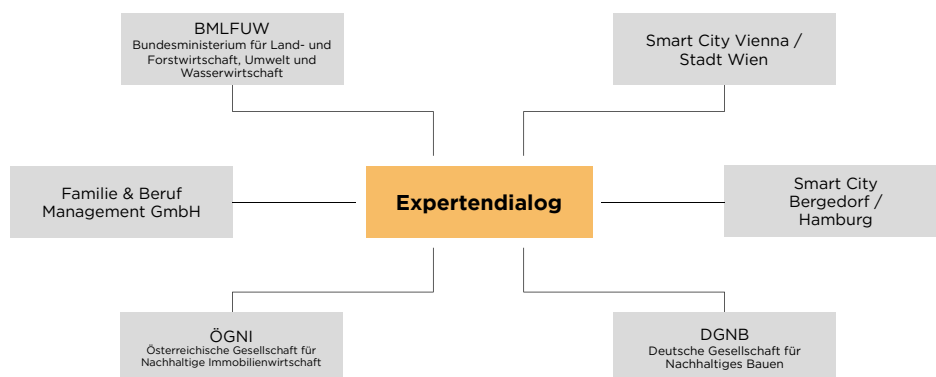 BMLFUW
Bundesministerium für Land- und
Forstwirtschaft, Umwelt und
Wasserwirtschaft
Smart City Vienna /
Stadt Wien
Familie & Beruf
Management GmbH
Expertendialog
Smart City
Bergedorf /
Hamburg
ÖGNI
Österreichische Gesellschaft für
Nachhaltige Immobilienwirtschaft
DGNB
Deutsche Gesellschaft für
Nachhaltiges Bauen